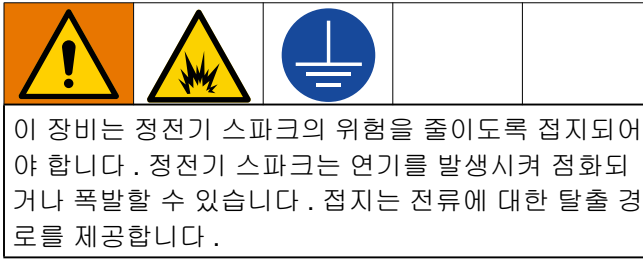 이 장비는 정전기 스파크의 위험을 줄이도록 접지되어
야 합니다 . 정전기 스파크는 연기를 발생시켜 점화되
거나 폭발할 수 있습니다 . 접지는 전류에 대한 탈출 경
로를 제공합니다 .